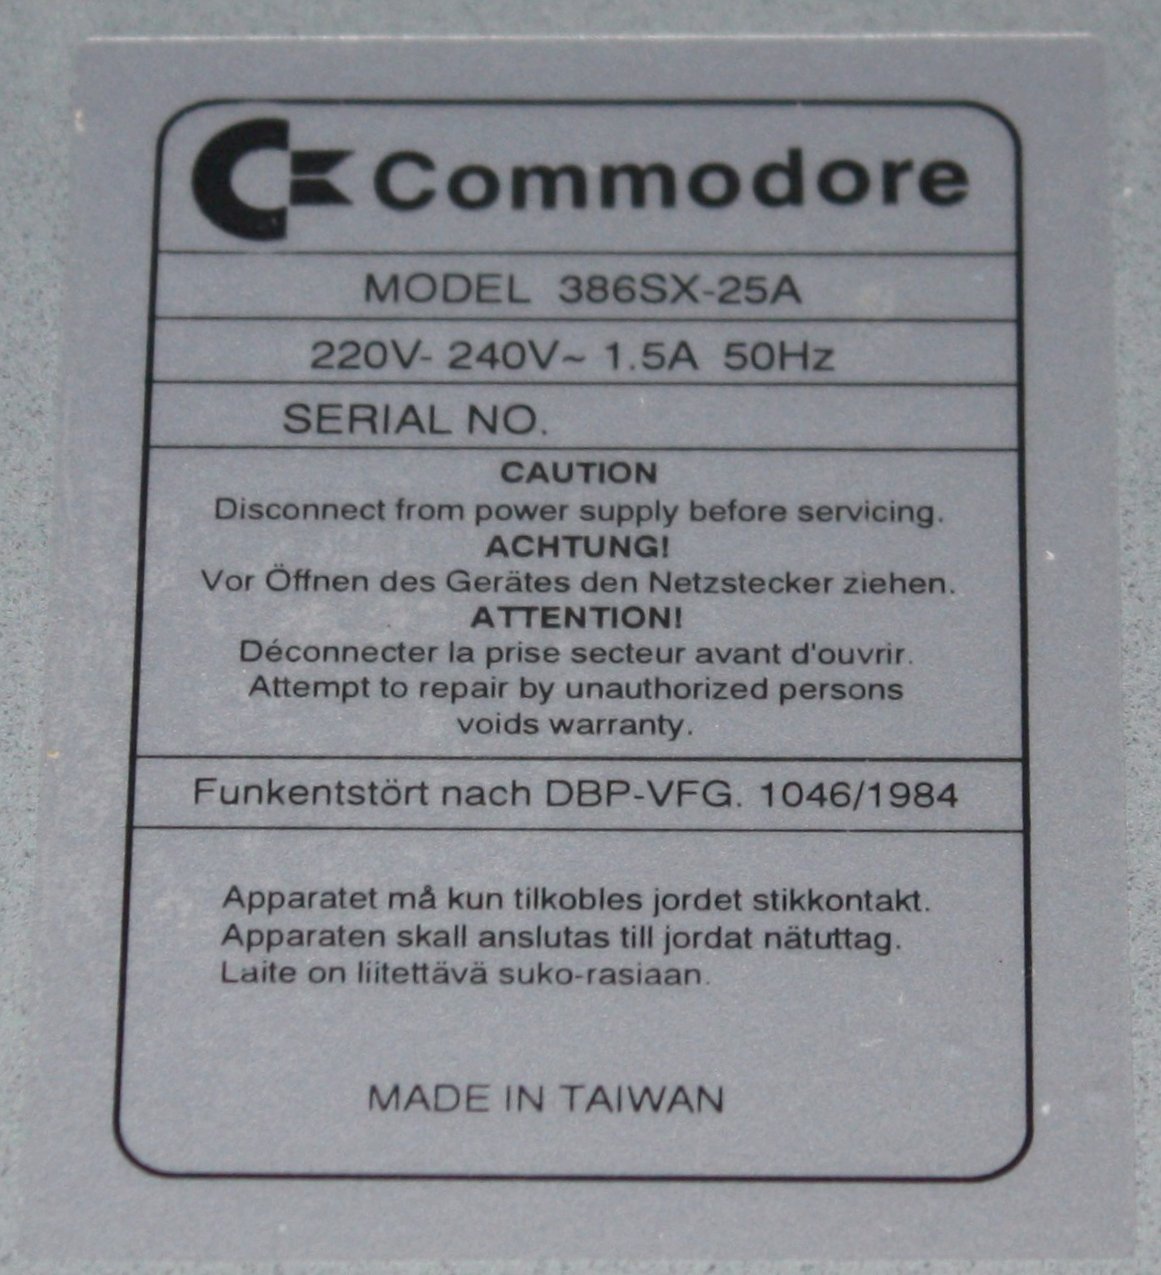 Commodore
MODEL 386SX-25A
220V- 240V~ 1.5A 50Hz
SERIAL NO.
CAUTION
Disconnect from power supply before servicing.
ACHTUNG!
Vor Öffnen des Gerätes den Netzstecker ziehen.
ATTENTION!
Déconnecter la prise secteur avant d'ouvrir.
Attempt to repair by unauthorized persons
voids warranty.
Funkentstört nach DBP-VFG. 1046/1984
Apparatet må kun tilkobles jordet stikkontakt.
Apparaten skall anslutas till jordat nätuttag.
Laite on liitettävä suko-rasiaan.
MADE IN TAIWAN